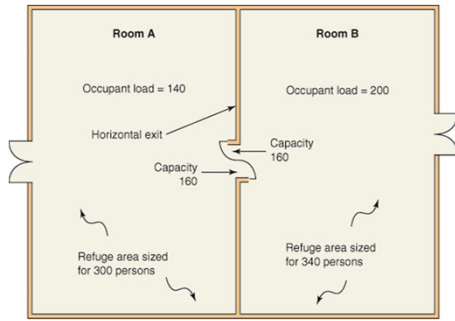 Room A
Room B
Occupant load = 140
Occupant load = 200
Horizontal exit
Capacity
160
Capacity
160
Refuge area sized
for 300 persons
Refuge area sized
for 340 persons